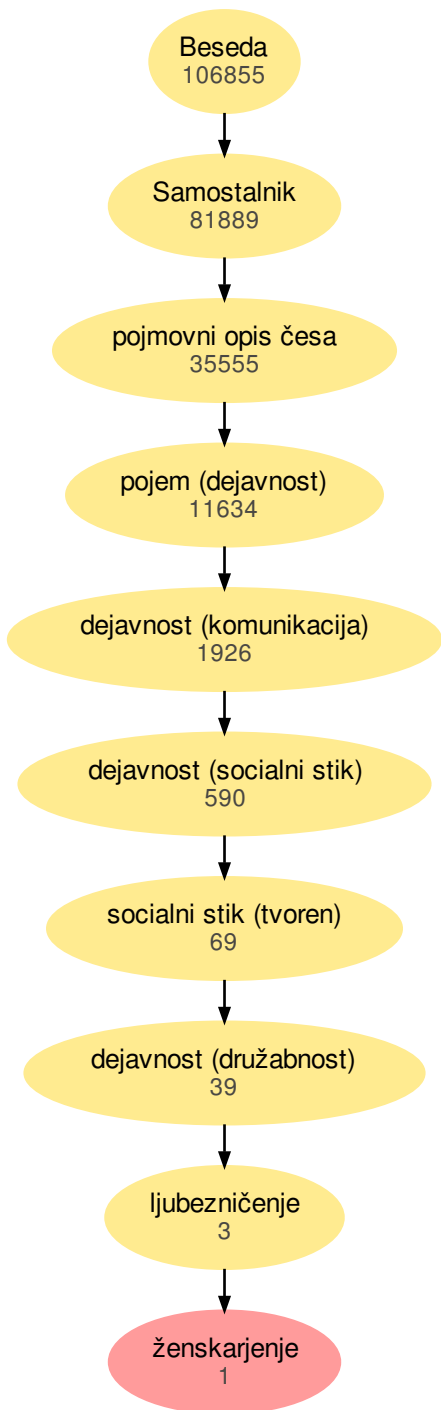 Beseda
106855
Samostalnik
81889
pojmovni opis česa
35555
pojem (dejavnost)
11634
dejavnost (komunikacija)
1926
dejavnost (socialni stik)
590
socialni stik (tvoren)
69
dejavnost (družabnost)
39
ljubezničenje
3
ženskarjenje
1